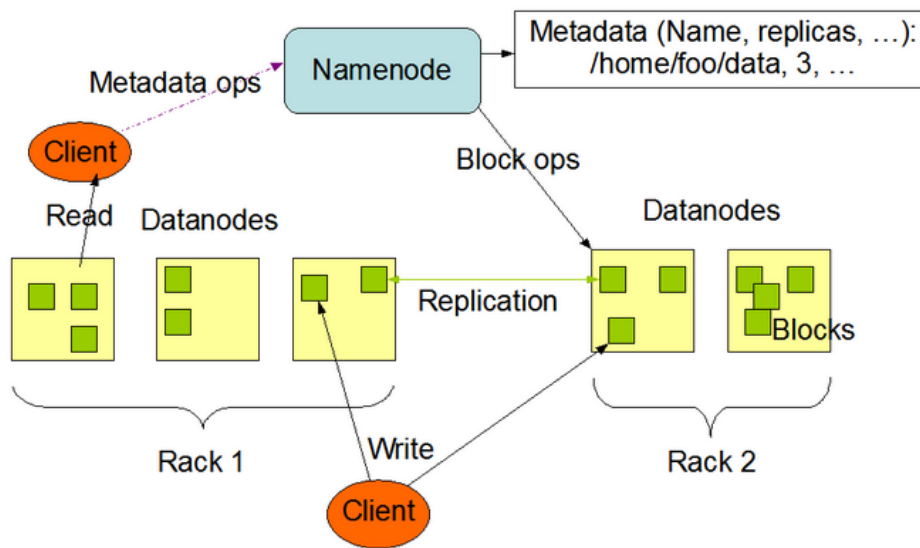 Metadata (Name, replicas, …):
/home/foo/data, 3, …
Namenode
Metadata ops
Client
Block ops
Read
Datanodes
Datanodes
Replication
Blocks
Rack 1
Write
Rack 2
Client